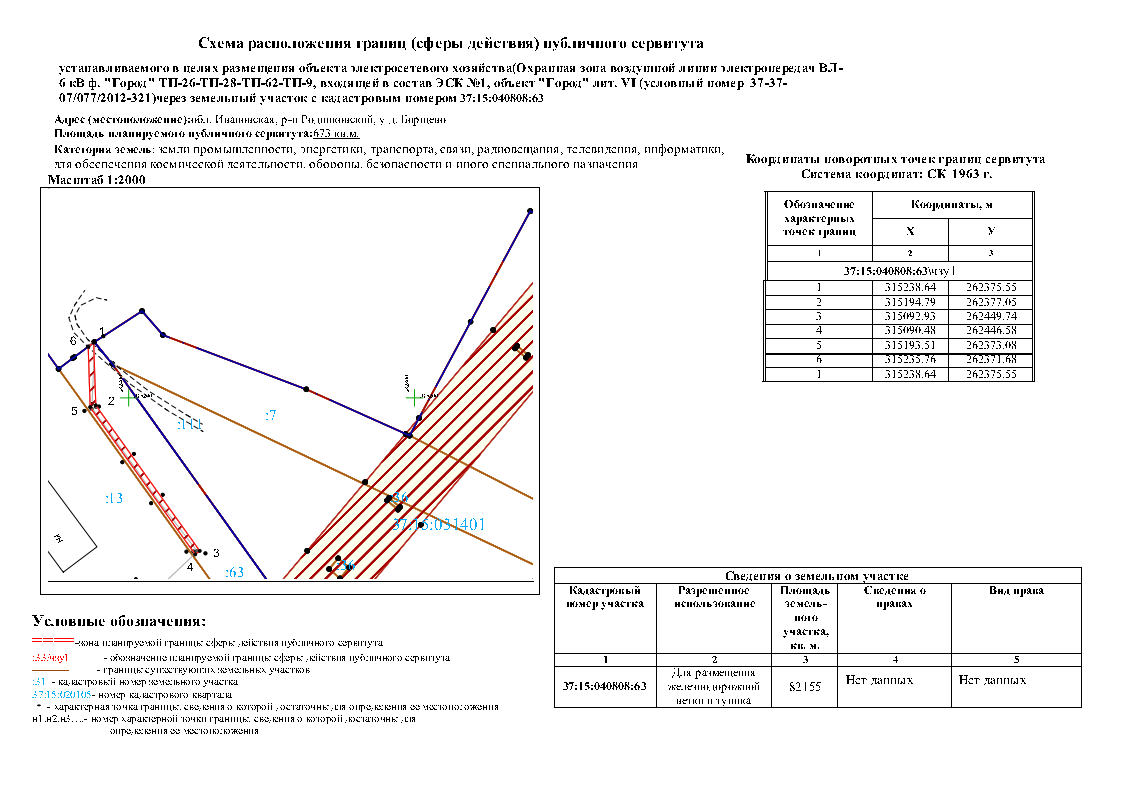 Схема расположения границ (сферы действия) публичного сервитута
устанавливаемого в целях размещения объекта электросетевого хозяйства(Охранная зона воздушной линии электропередач ВЛ-
6 кВ ф. "Город" ТП-26-ТП-28-ТП-62-ТП-9, входящей в состав ЭСК №1, объект "Город" лит. VI (условный номер 37-37-
07/077/2012-321)через земельный участок с кадастровым номером 37:15:040808:63
Адрес (местоположение):обл. Ивановская, р-н Родниковский, у д. Борщево
Площадь планируемого публичного сервитута:673 кв.м.
Категория земель: земли промышленности, энергетики, транспорта, связи, радиовещания, телевидения, информатики,
для обеспечения космической деятельности, обороны, безопасности и иного специального назначения
Масштаб 1:2000
Координаты поворотных точек границ сервитута
Система координат: СК 1963 г.
Обозначение характерных точек границ Координаты, м
X У
1 2 3
37:15:040808:63\чзу1
1 315238.64 262375.55
2 315194.79 262377.05
3 315092.93 262449.74
4 315090.48 262446.58
5 315193.51 262373.08
6 315235.76 262371.68
1 315238.64 262375.55
1
6
2
5
:7
:13
:36
37:15:031401
3
4
:63
Сведения о земельном участке
Кадастровый номер участка Разрешенное использование Площадь земель-ного участка, кв. м. Сведения о правах Вид права
1 2 3 4 5
37:15:040808:63 Для размещения железнодорожной ветки и тупика 82155 Нет данных Нет данных
Условные обозначения:
-зона планируемой границы сферы действия публичного сервитута
:33/чзу1 - обозначение планируемой границы сферы действия публичного сервитута
- границы существующих земельных участков
:31 - кадастровый номер земельного участка
37:15:020105- номер кадастрового квартала
* - характерная точка границы, сведения о которой достаточны для определения ее местоположения
н1.н2.н3….- номер характерной точки границы, сведения о которой достаточны для
определения ее местоположения